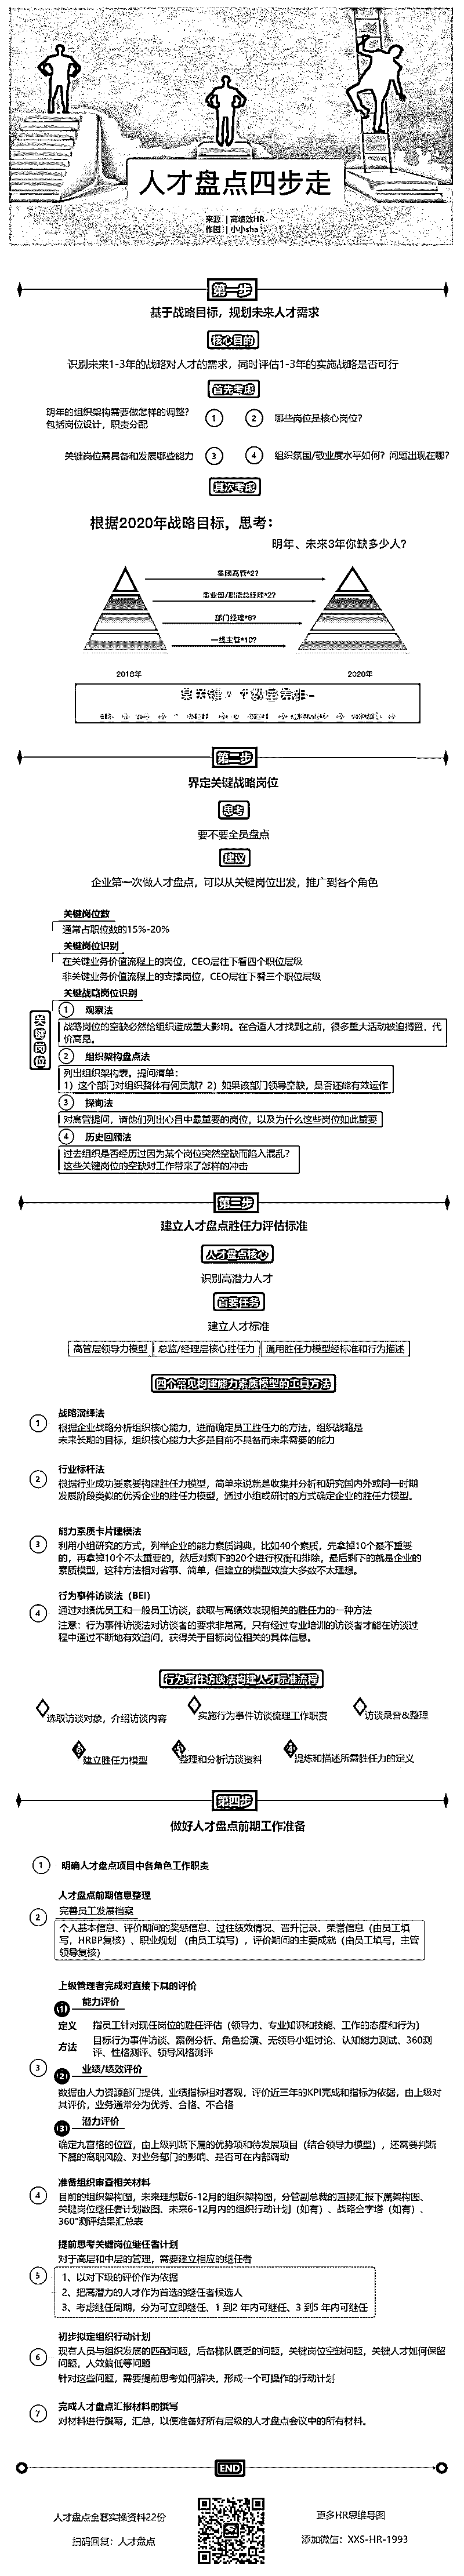 人才盘点四步走
来源 | 高绩效HR
作图 | 小小sha
第一步
基于战略目标，规划未来人才需求
核心目的
识别未来1-3年的战略对人才的需求，同时评估1-3年的实施战略是否可行
首先考虑
明年的组织架构需要做怎样的调整？
包括岗位设计，职责分配
1
2
哪些岗位是核心岗位？
关键岗位需具备和发展哪些能力
3
4
组织氛围/敬业度水平如何？问题出现在哪？
其次考虑
根据2020年战略目标，思考：
明年、未来3年你缺多少人？
集团高管*2?
事业部/职能总经理*2?
部门经理*6?
一线主管*10?
2018年
2020年
第二步
界定关键战略岗位
思考
要不要全员盘点
建议
企业第一次做人才盘点，可以从关键岗位出发，推广到各个角色
关键岗位
关键岗位数
通常占职位数的15%-20%
关键岗位识别
在关键业务价值流程上的岗位，CEO层往下看四个职位层级
非关键业务价值流程上的支撑岗位，CEO层往下看三个职位层级
关键战略岗位识别
1 观察法
战略岗位的空缺必然给组织造成重大影响。在合适人才找到之前，很多重大活动被迫搁置，代
价高昂。
2 组织架构盘点法
列出组织架构表。提问清单：
1）这个部门对组织整体有何贡献？2）如果该部门领导空缺，是否还能有效运作
3 探询法
对高管提问，请他们列出心目中最重要的岗位，以及为什么这些岗位如此重要
4 历史回顾法
过去组织是否经历过因为某个岗位突然空缺而陷入混乱？
这些关键岗位的空缺对工作带来了怎样的冲击
第三步
建立人才盘点胜任力评估标准
人才盘点核心
识别高潜力人才
首要任务
建立人才标准
高管层领导力模型 | 总监/经理层核心胜任力 | 通用胜任力模型经标准和行为描述
四个常见构建能力素质模型的工具方法
1
战略演绎法
根据企业战略分析组织核心能力，进而确定员工胜任力的方法，组织战略是
未来长期的目标，组织核心能力大多是目前不具备而未来需要的能力
2
行业标杆法
根据行业成功要素要构建胜任力模型，简单来说就是收集并分析和研究国内外或同一时期
发展阶段类似的优秀企业的胜任力模型，通过小组或研讨的方式确定企业的胜任力模型。
3
能力素质卡片建模法
利用小组研究的方式，列举企业的能力素质词典，比如40个素质，先拿掉10个最不重要
的，再拿掉10个不太重要的，然后对剩下的20个进行权衡和排除，最后剩下的就是企业的
素质模型，这种方法相对省事、简单，但建立的模型效度大多数不太理想。
4
行为事件访谈法（BEI）
通过对绩优员工和一般员工访谈，获取与高绩效表现相关的胜任力的一种方法
注意：行为事件访谈法对访谈者的要求非常高，只有经过专业培训的访谈者才能在访谈过
程中通过不断地有效追问，获得关于目标岗位相关的具体信息。
行为事件访谈法构建人才标准流程
选取访谈对象，介绍访谈内容
实施行为事件访谈梳理工作职责
访谈录音&整理
建立胜任力模型
整理和分析访谈资料
提炼和描述所需胜任力的定义
第四步
做好人才盘点前期工作准备
1
明确人才盘点项目中各角色工作职责
2
人才盘点前期信息整理
完善员工发展档案
个人基本信息、评价期间的奖惩信息、过往绩效情况、晋升记录、荣誉信息（由员工填
写，HRBP复核）、职业规划 （由员工填写），评价期间的主要成就（由员工填写，主管
领导复核）
3
上级管理者完成对直接下属的评价
(1) 能力评价
定义 指员工针对现任岗位的胜任评估（领导力、专业知识和技能、工作的态度和行为）
方法 目标行为事件访谈、案例分析、角色扮演、无领导小组讨论、认知能力测试、360测
评、性格测评、领导风格测评
(2) 业绩/绩效评价
数据由人力资源部门提供，业绩指标相对客观，评价近三年的KPI完成和指标为依据，由上级对
其评价，业务通常分为优秀、合格、不合格
(3) 潜力评价
确定九宫格的位置，由上级判断下属的优势项和待发展项目（结合领导力模型），还需要判断
下属的离职风险、对业务部门的影响、是否可在内部调动
4
准备组织审查相关材料
目前的组织架构图，未来理想版6-12月的组织架构图，分管副总裁的直接汇报下属架构图、
关键岗位继任者计划数图、未来6-12月内的组织行动计划（如有）、战略金字塔（如有）、
360°测评结果汇总表
5
提前思考关键岗位继任者计划
对于高层和中层的管理，需要建立相应的继任者
1、以对下级的评价作为依据
2、把高潜力的人才作为首选的继任者候选人
3、考虑继任周期，分为可立即继任、1 到2 年内可继任、3 到5 年内可继任
6
初步拟定组织行动计划
现有人员与组织发展的匹配问题，后备梯队匮乏的问题，关键岗位空缺问题，关键人才如何保留
问题，人效偏低等问题
针对这些问题，需要提前思考如何解决，形成一个可操作的行动计划
7
完成人才盘点汇报材料的撰写
对材料进行撰写，汇总，以便准备好所有层级的人才盘点会议中的所有材料。
END
人才盘点全套实操资料22份
扫码回复：人才盘点
更多HR思维导图
添加微信：XXS-HR-1993